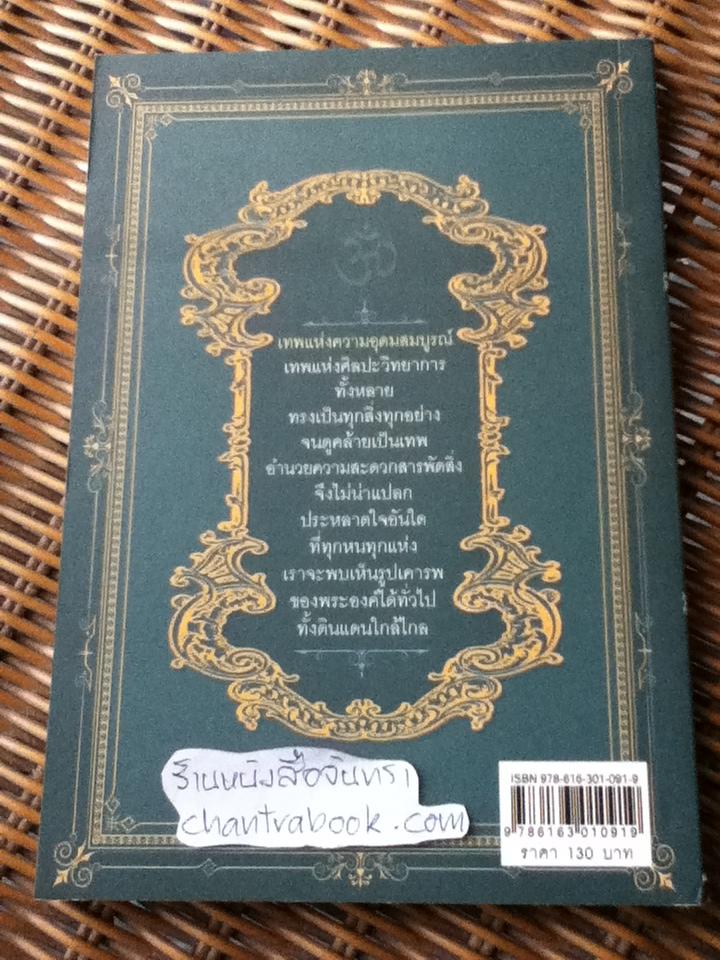 ॐ
เทพแห่งความอุดมสมบูรณ์
เทพแห่งศิลปะวิทยาการ
ทั้งหลาย
ทรงเป็นทุกสิ่งทุกอย่าง
จนดูคล้ายเป็นเทพ
อำนวยความสะดวกสารพัดสิ่ง
จึงไม่น่าแปลก
ประหลาดใจอันใด
ที่ทุกหนทุกแห่ง
เราจะพบเห็นรูปเคารพ
ของพระองค์ได้ทั่วไป
ทั้งดินแดนใกล้ไกล
ร้านหนังสือจันทรา
chantrabook.com
ISBN 978-616-301-091-9
9 786163 010919
ราคา 130 บาท